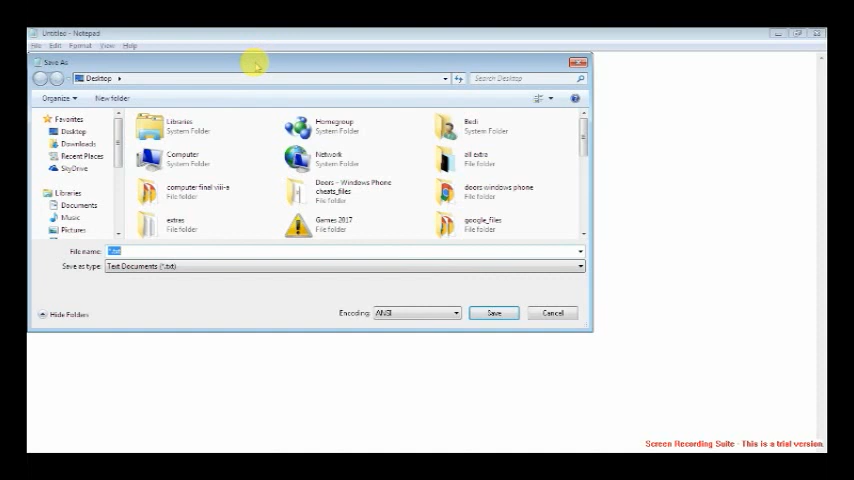 Untitled - Notepad
File Edit Format View Help
Save As
Desktop
Search Desktop
Organize
New folder
Favorites
Desktop
Downloads
Recent Places
SkyDrive
Libraries
Documents
Music
Pictures
Libraries
System Folder
Homegroup
System Folder
Bedi
System Folder
Computer
System Folder
Network
System Folder
all extra
File folder
computer final viii-e
File folder
Doors – Windows Phone
cheats_files
File folder
doors windows phone
File folder
extras
File folder
Games 2017
File folder
google_files
File folder
File name: *.txt
Save as type: Text Documents (*.txt)
Hide Folders
Encoding: ANSI
Save
Cancel
Screen Recording Suite - This is a trial version.